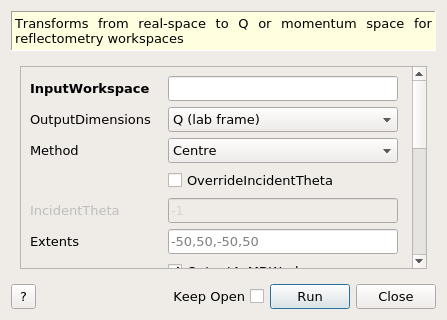 Transforms from real-space to Q or momentum space for
reflectometry workspaces
InputWorkspace
OutputDimensions Q (lab frame)
Method Centre
OverrideIncidentTheta
IncidentTheta -1
Extents -50,50,-50,50
? Keep Open Run Close